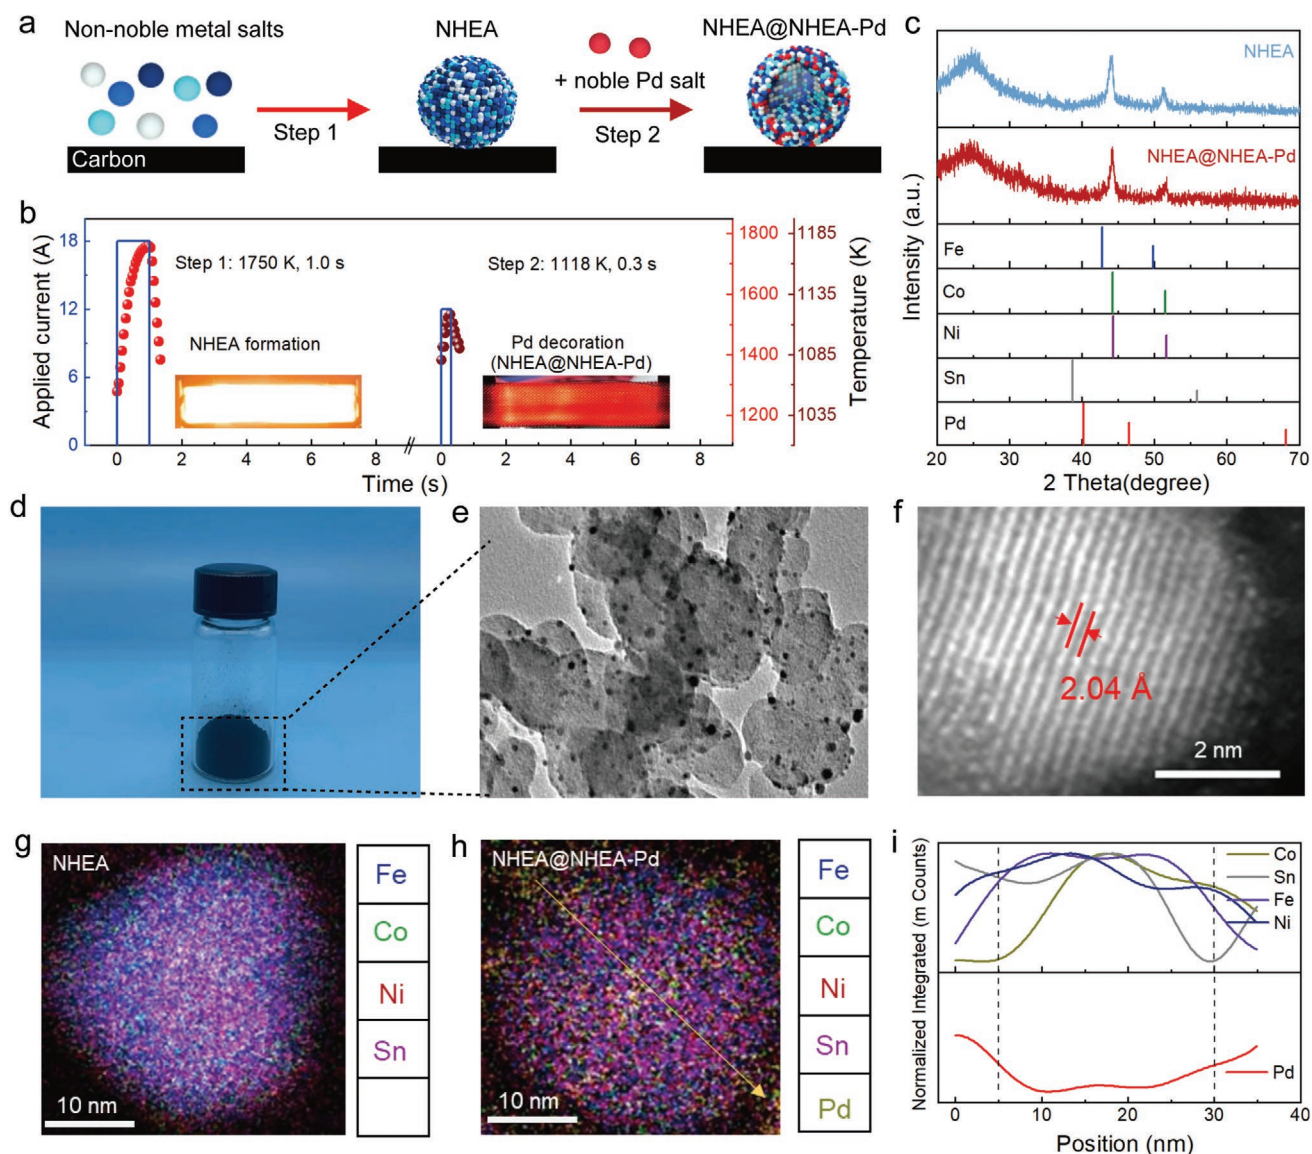 a
Non-noble metal salts
NHEA
NHEA@NHEA-Pd
+ noble Pd salt
Step 1
Step 2
Carbon
b
Applied current (A)
18
12
6
0
Step 1: 1750 K, 1.0 s
Step 2: 1118 K, 0.3 s
NHEA formation
Pd decoration
(NHEA@NHEA-Pd)
1800
1600
1400
1200
1185
1135
1085
1035
Temperature (K)
0 2 4 6 8 0 2 4 6 8
Time (s)
c
Intensity (a.u.)
NHEA
NHEA@NHEA-Pd
Fe
Co
Ni
Sn
Pd
20 30 40 50 60 70
2 Theta(degree)
d
e
f
2.04 Å
2 nm
g
NHEA
10 nm
Fe
Co
Ni
Sn
h
NHEA@NHEA-Pd
10 nm
Fe
Co
Ni
Sn
Pd
i
Normalized Integrated (m Counts)
Co
Sn
Fe
Ni
Pd
0 10 20 30 40
Position (nm)